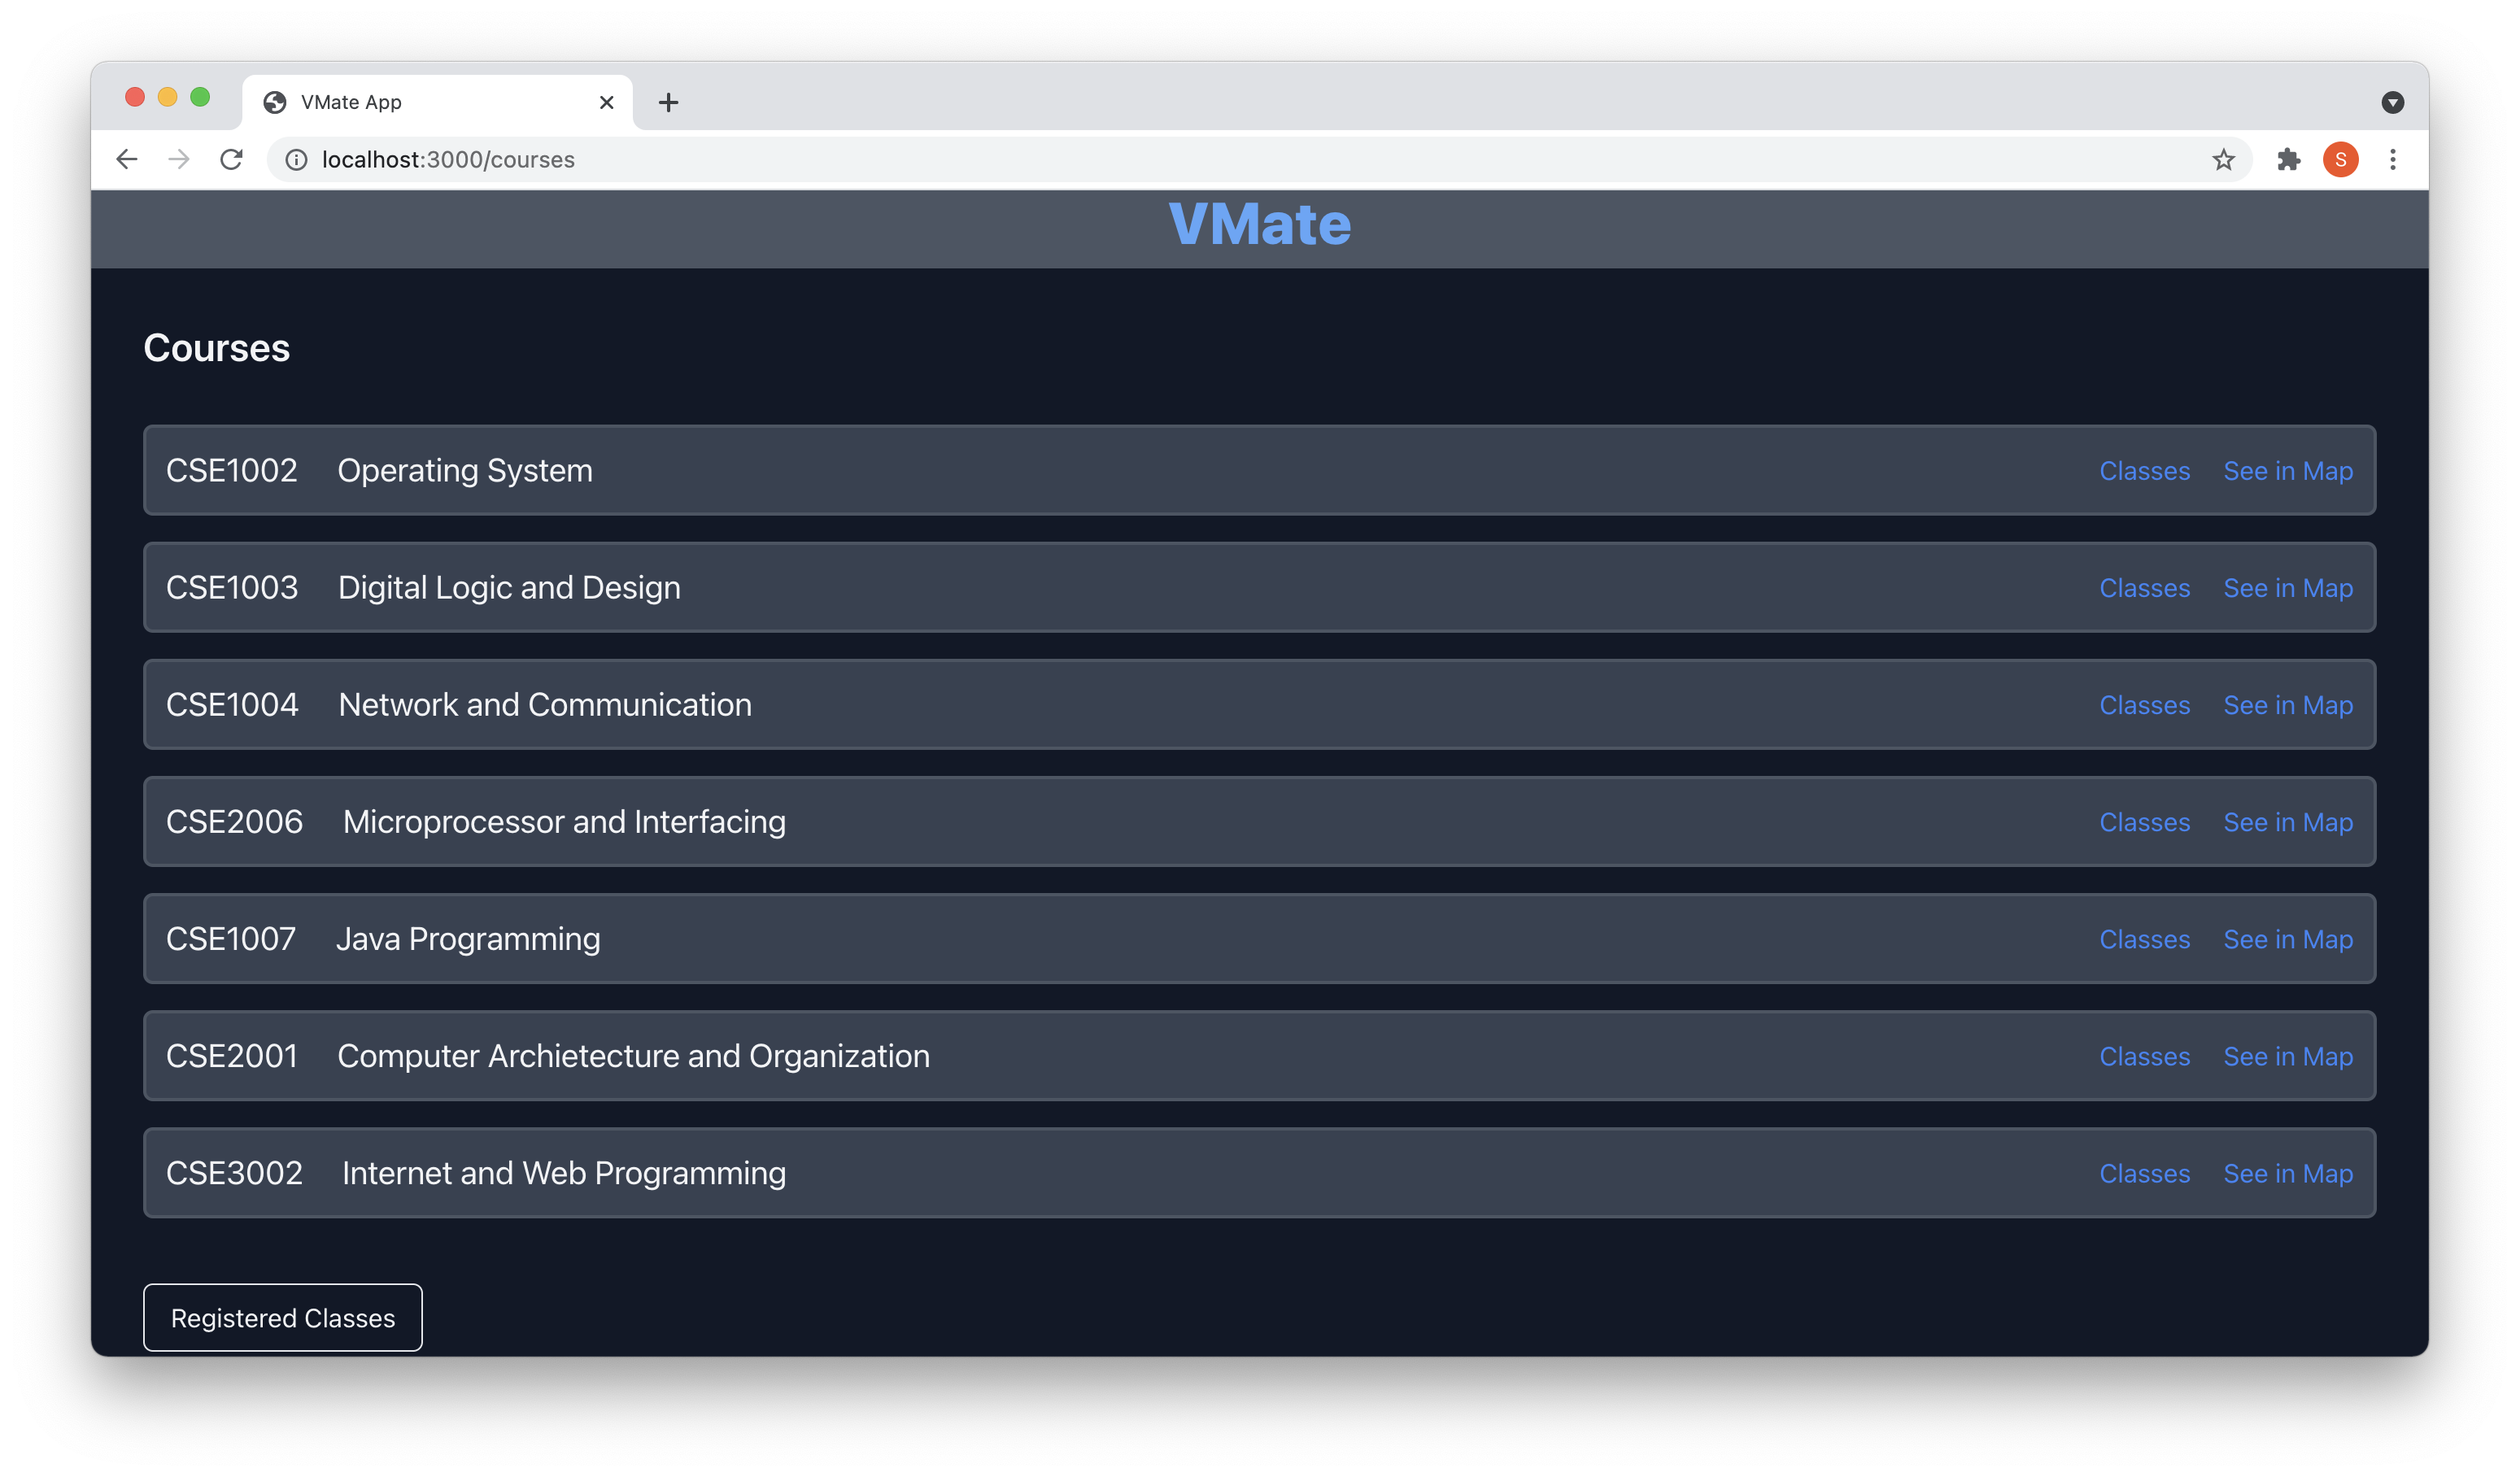 VMate App
localhost:3000/courses
S
VMate
Courses
CSE1002 Operating System Classes See in Map
CSE1003 Digital Logic and Design Classes See in Map
CSE1004 Network and Communication Classes See in Map
CSE2006 Microprocessor and Interfacing Classes See in Map
CSE1007 Java Programming Classes See in Map
CSE2001 Computer Archietecture and Organization Classes See in Map
CSE3002 Internet and Web Programming Classes See in Map
Registered Classes